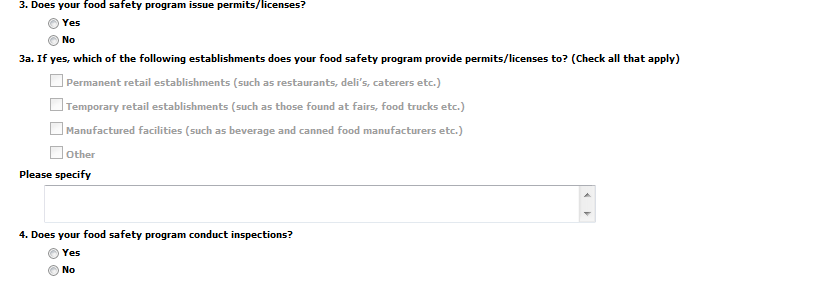 3. Does your food safety program issue permits/licenses?
Yes
No
3a. If yes, which of the following establishments does your food safety program provide permits/licenses to? (Check all that apply)
Permanent retail establishments (such as restaurants, deli's, caterers etc.)
Temporary retail establishments (such as those found at fairs, food trucks etc.)
Manufactured facilities (such as beverage and canned food manufacturers etc.)
Other
Please specify
4. Does your food safety program conduct inspections?
Yes
No